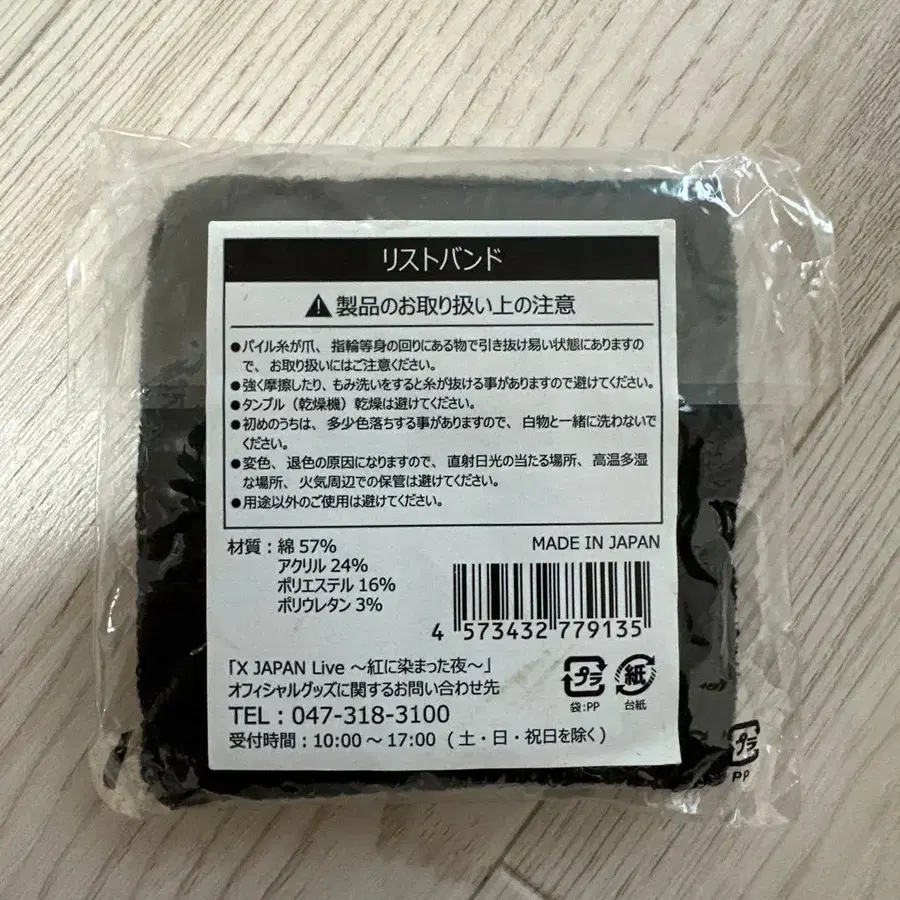 リストバンド
製品のお取り扱い上の注意
●パイル糸が爪、指輪等身の回りにある物で引き抜け易い状態にありますの
で、お取り扱いにはご注意ください。
●強く摩擦したり、もみ洗いをすると糸が抜ける事がありますので避けてください。
●タンブル（乾燥機）乾燥は避けてください。
●初めのうちは、多少色落ちする事がありますので、白物と一緒に洗わないで
ください。
●変色、退色の原因になりますので、直射日光の当たる場所、高温多湿
な場所、火気周辺での保管は避けてください。
●用途以外のご使用は避けてください。
材質：綿 57%
アクリル 24%
ポリエステル 16%
ポリウレタン 3%
MADE IN JAPAN
4 573432 779135
「X JAPAN Live ～紅に染まった夜～」
オフィシャルグッズに関するお問い合わせ先
TEL：047-318-3100
受付時間：10:00～17:00（土・日・祝日を除く）
プラ
袋:PP
紙
台紙
プラ
PP